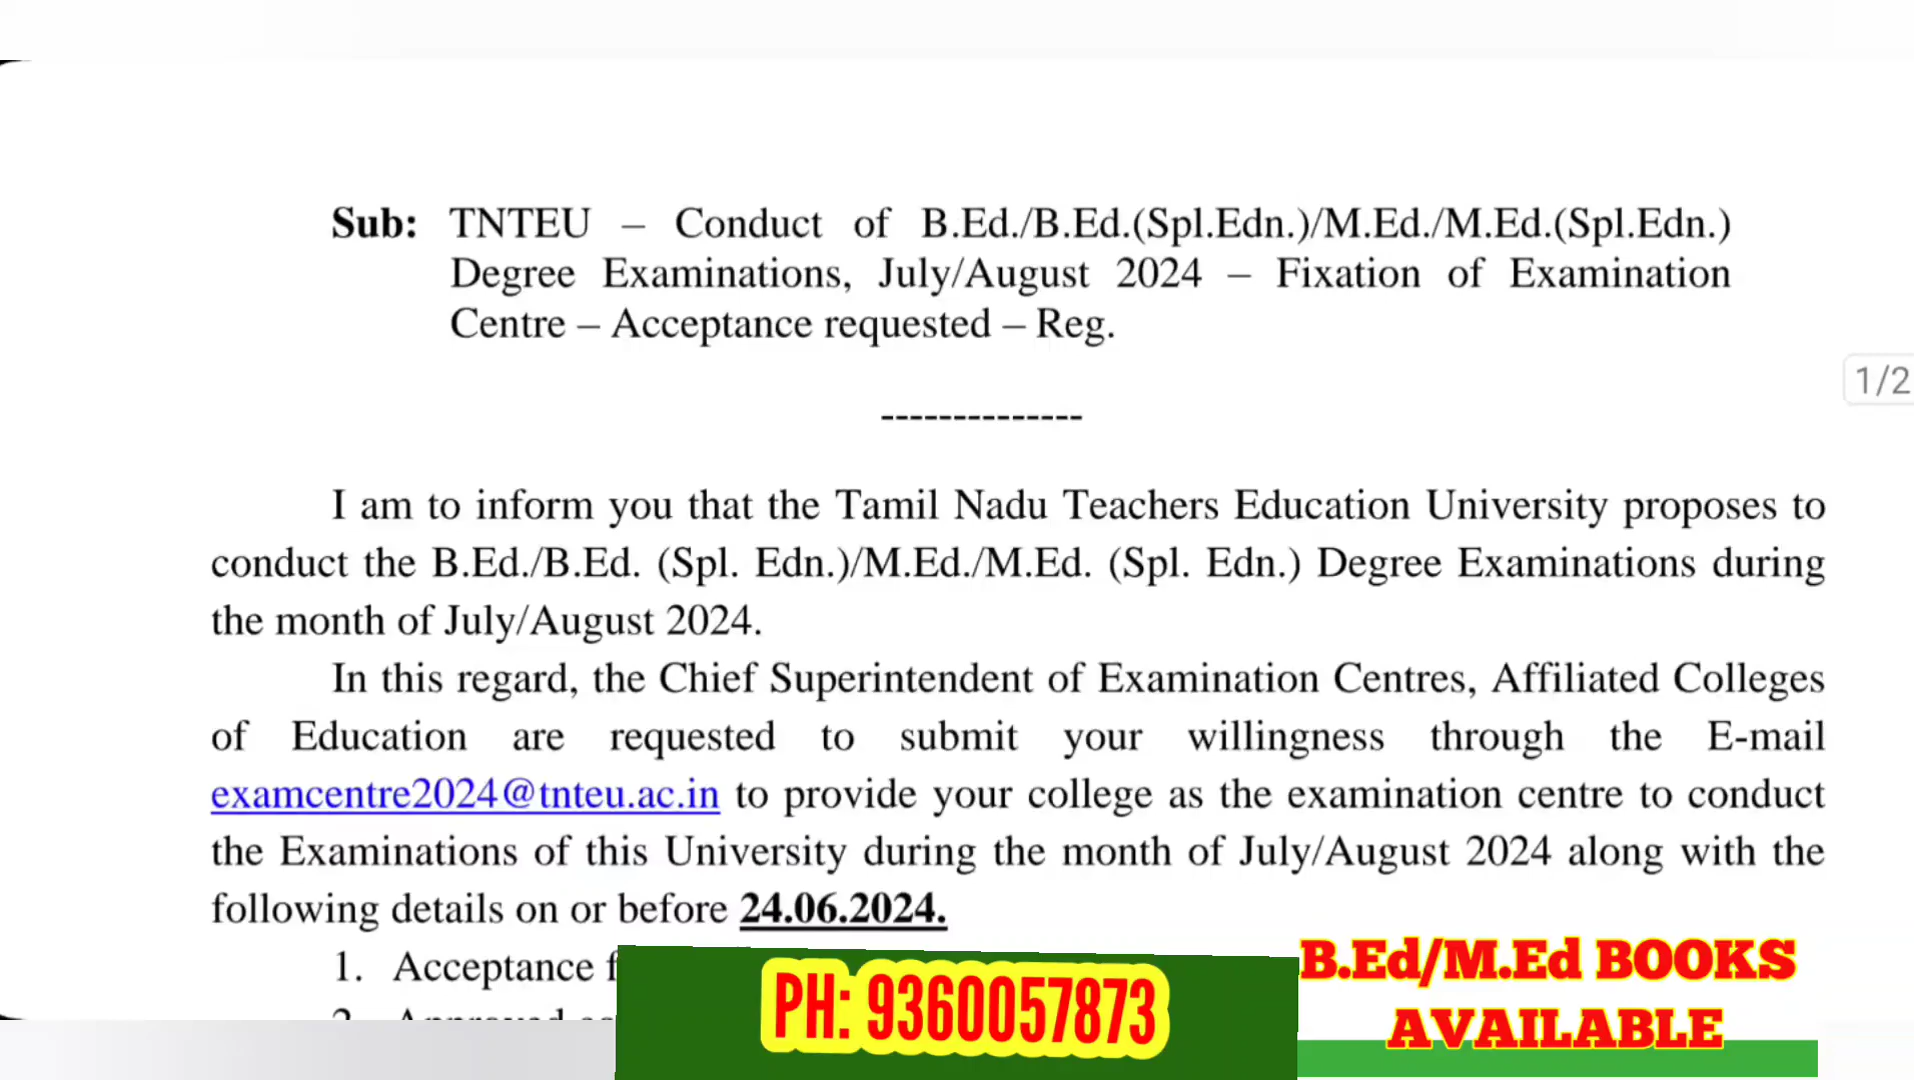 Sub: TNTEU – Conduct of B.Ed./B.Ed.(Spl.Edn.)/M.Ed./M.Ed.(Spl.Edn.)
Degree Examinations, July/August 2024 – Fixation of Examination
Centre – Acceptance requested – Reg.
1/2
--------------
I am to inform you that the Tamil Nadu Teachers Education University proposes to
conduct the B.Ed./B.Ed. (Spl. Edn.)/M.Ed./M.Ed. (Spl. Edn.) Degree Examinations during
the month of July/August 2024.
In this regard, the Chief Superintendent of Examination Centres, Affiliated Colleges
of Education are requested to submit your willingness through the E-mail
examcentre2024@tnteu.ac.in to provide your college as the examination centre to conduct
the Examinations of this University during the month of July/August 2024 along with the
following details on or before 24.06.2024.
1. Acceptance
2. Approved
PH: 9360057873
B.Ed/M.Ed BOOKS
AVAILABLE